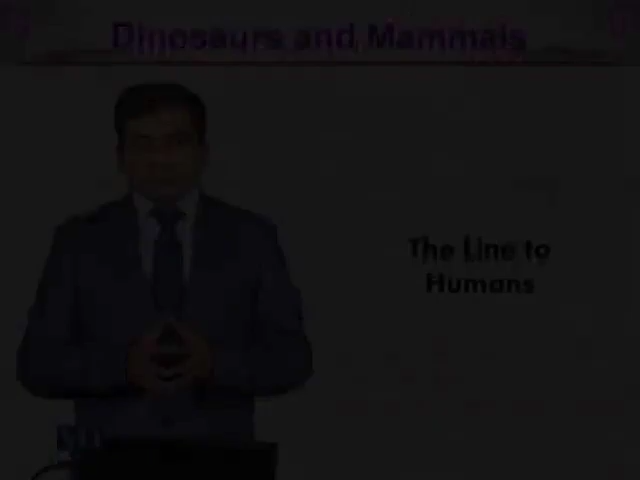 Dinosaurs and Mammals
The Line to
Humans